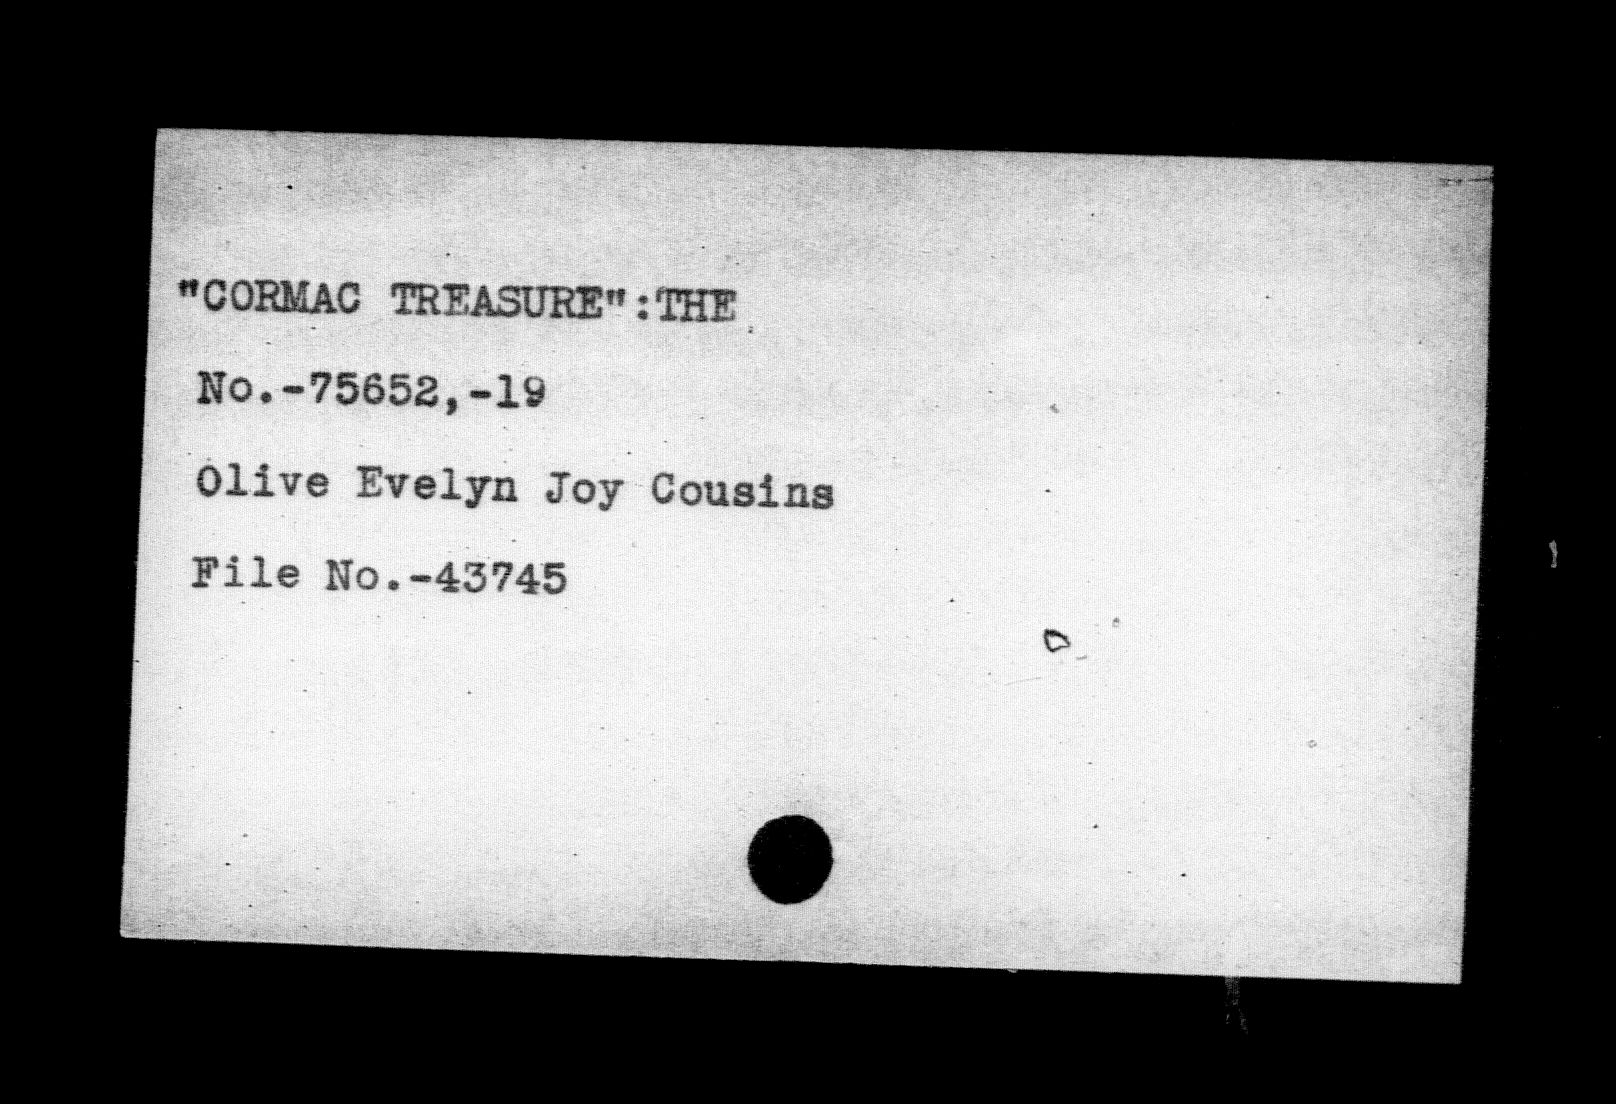 "CORMAC TREASURE":THE
No.-75652,-19
Olive Evelyn Joy Cousins
File No.-43745